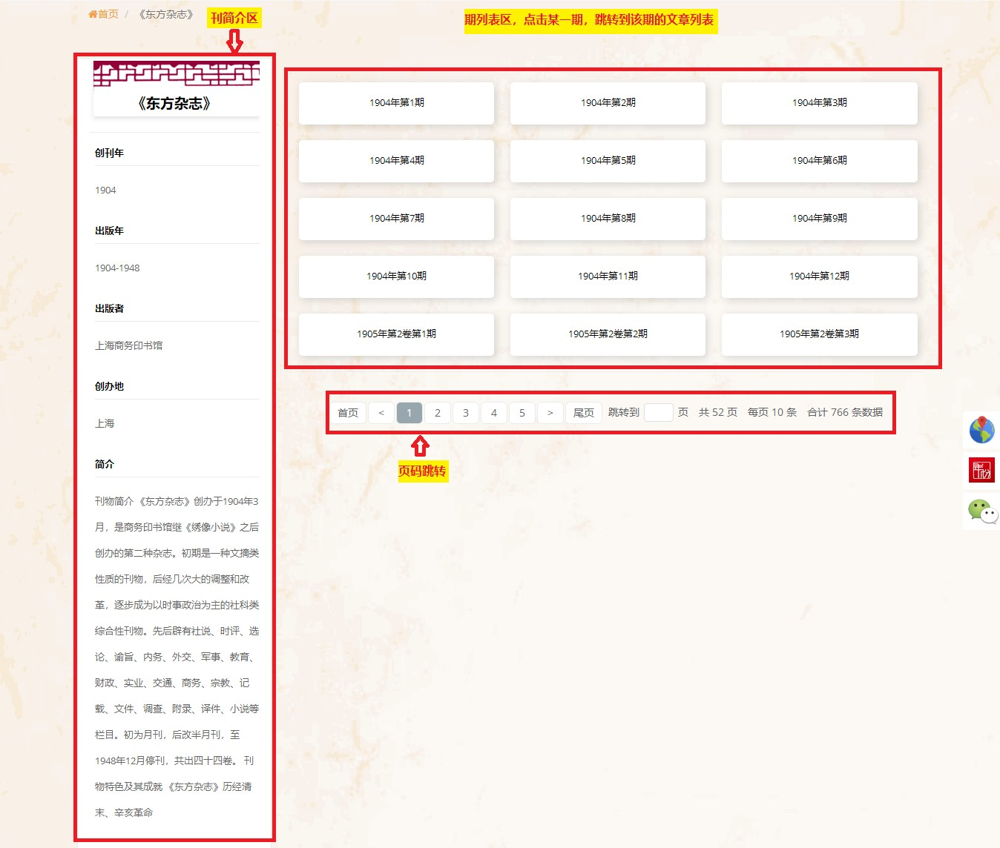 首页 / 《东方杂志》
刊简介区
期列表区，点击某一期，跳转到该期的文章列表
《东方杂志》
创刊年
1904
出版年
1904-1948
出版者
上海商务印书馆
创办地
上海
简介
刊物简介 《东方杂志》创办于1904年3
月，是商务印书馆继《绣像小说》之后
创办的第二种杂志。初期是一种文摘类
性质的刊物，后经几次大的调整和改
革，逐步成为以时事政治为主的社科类
综合性刊物。先后辟有社说、时评、选
论、谕旨、内务、外交、军事、教育、
财政、实业、交通、商务、宗教、记
载、文件、调查、附录、译件、小说等
栏目。初为月刊，后改半月刊，至
1948年12月停刊，共出四十四卷。 刊
物特色及其成就 《东方杂志》历经清
末、辛亥革命
1904年第1期 1904年第2期 1904年第3期
1904年第4期 1904年第5期 1904年第6期
1904年第7期 1904年第8期 1904年第9期
1904年第10期 1904年第11期 1904年第12期
1905年第2卷第1期 1905年第2卷第2期 1905年第2卷第3期
首页 < 1 2 3 4 5 > 尾页 跳转到 页 共 52 页 每页 10 条 合计 766 条数据
页码跳转